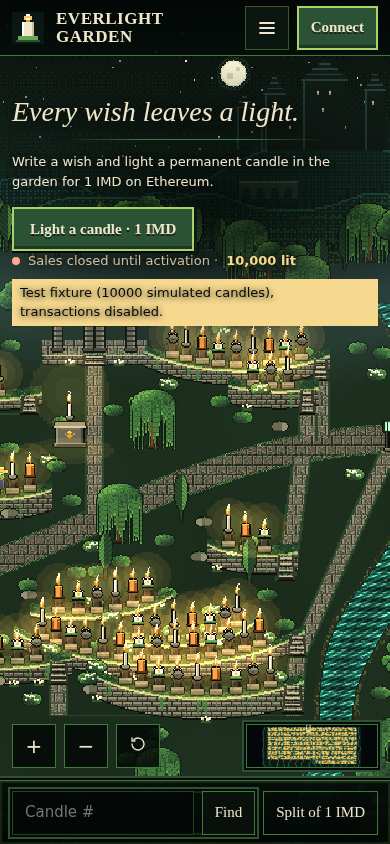 EVERLIGHT
GARDEN
Connect
Every wish leaves a light.
Write a wish and light a permanent candle in the
garden for 1 IMD on Ethereum.
Light a candle · 1 IMD
Sales closed until activation · 10,000 lit
Test fixture (10000 simulated candles),
transactions disabled.
+
−
Candle #
Find
Split of 1 IMD